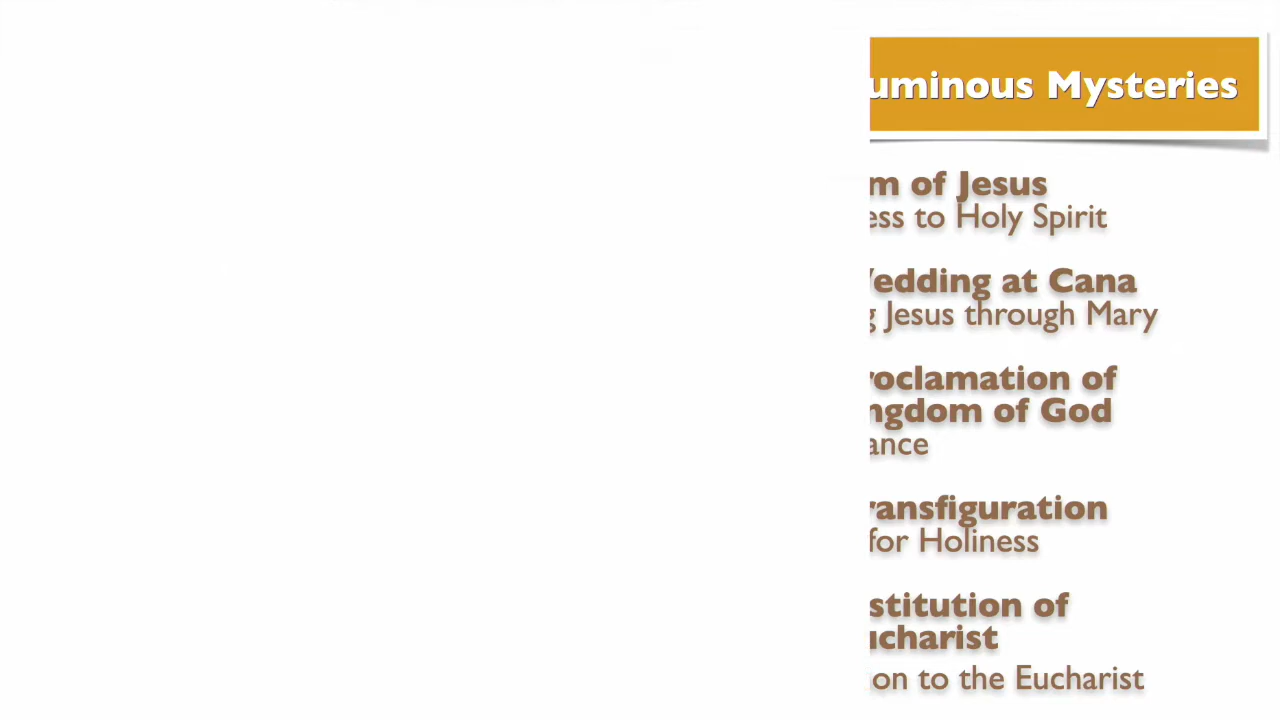 uminous Mysteries
m of Jesus
ess to Holy Spirit
edding at Cana
g Jesus through Mary
roclamation of
ngdom of God
ance
ransfiguration
for Holiness
stitution of
ucharist
on to the Eucharist